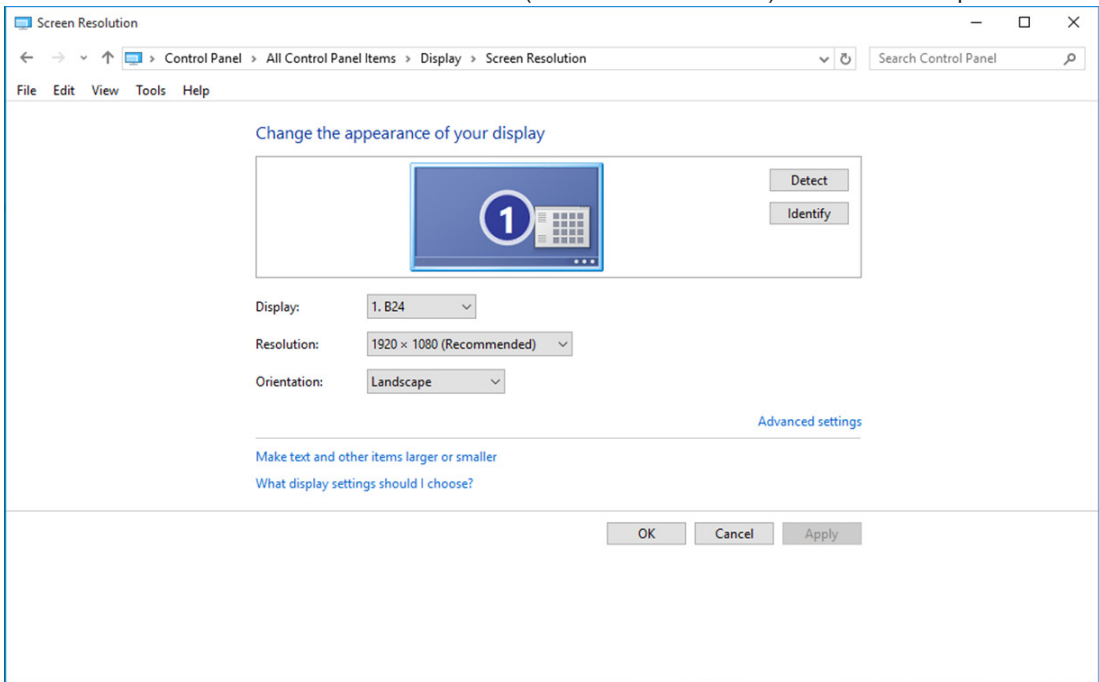 Screen Resolution
Control Panel > All Control Panel Items > Display > Screen Resolution
Search Control Panel
File Edit View Tools Help
Change the appearance of your display
1
Detect
Identify
Display: 1. B24
Resolution: 1920 × 1080 (Recommended)
Orientation: Landscape
Advanced settings
Make text and other items larger or smaller
What display settings should I choose?
OK Cancel Apply